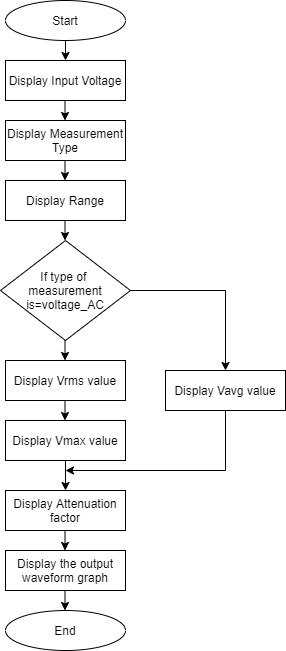 Start
Display Input Voltage
Display Measurement
Type
Display Range
If type of
measurement
is=voltage_AC
Display Vrms value
Display Vavg value
Display Vmax value
Display Attenuation
factor
Display the output
waveform graph
End